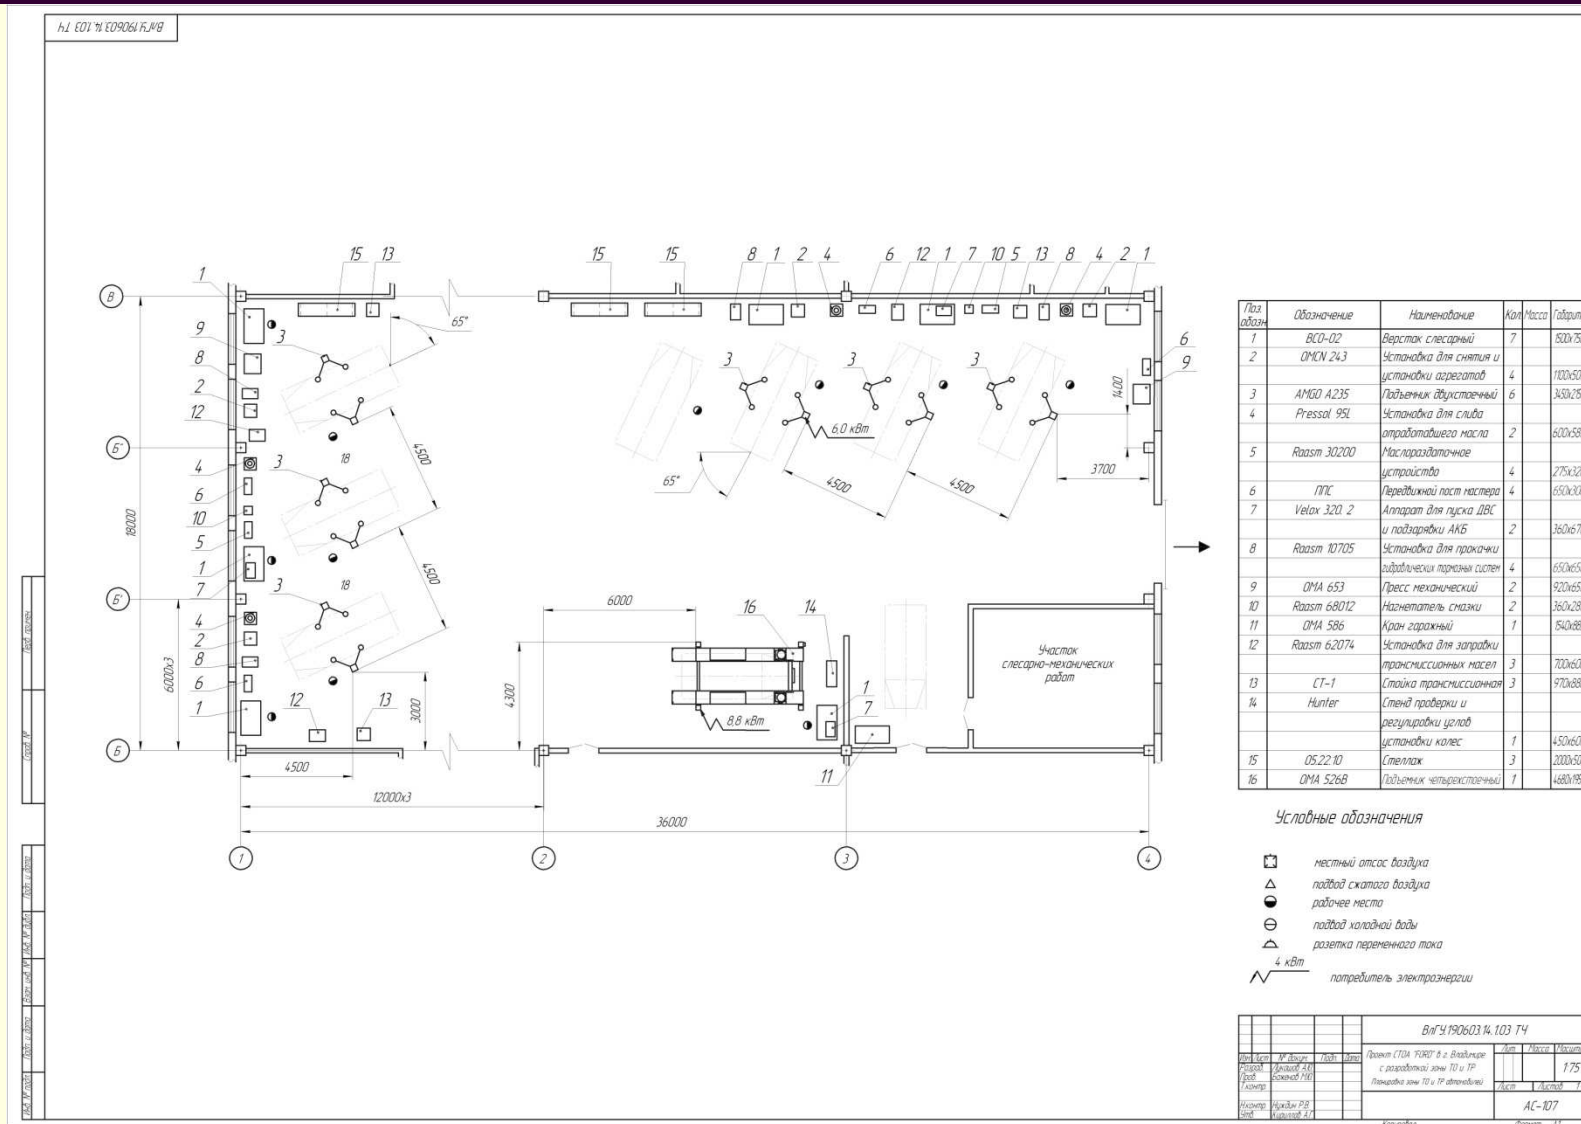 ВлГУ.190603.14.1.03 ТЧ
15 13
15
15
8 1 2 4
6 12 1 7 10 5 13 8 4 2 1
1
В
65°
9
3
8
2
12
3
3
3
6
9
1400
6,0 кВт
Б''
18
4
3
4500
65°
4500
4500
3700
6
10
18000
5
1
7
3
18
4500
Б'
4
2
8
6
1
6000х3
6000
16
14
Участок
слесарно-механических
работ
12
13
3000
4300
8,8 кВт
1
7
Б
4500
11
12000х3
36000
1
2
3
4
Поз. обозн Обозначение Наименование Кол Масса
1 ВСО-02 Верстак слесарный 7
2 OMCN 243 Установка для снятия и
установки агрегатов 4
3 AMGO A235 Подъемник двухстоечный 6
4 Pressol 95L Установка для слива
отработавшего масла 2
5 Raasm 30200 Маслораздаточное
устройство 4
6 ППС Передвижной пост мастера 4
7 Velox 320. 2 Аппарат для пуска ДВС
и подзарявки АКБ 2
8 Raasm 10705 Установка для прокачки
гидравлических тормозных систем 4
9 OMA 653 Пресс механический 2
10 Raasm 68012 Нагнетатель смазки 2
11 OMA 586 Кран гаражный 1
12 Raasm 62074 Установка для заправки
трансмиссионных масел 3
13 СТ-1 Стойка трансмиссионная 3
14 Hunter Стенд проверки и
регулировки углов
установки колес 1
15 05.22.10 Стеллаж 3
16 OMA 526B Подъемник четырехстоечный 1
Условные обозначения
местный отсос воздуха
подвод сжатого воздуха
рабочее место
подвод холодной воды
розетка переменного тока
4 кВт
потребитель электроэнергии
ВлГУ.190603.14.1.03 ТЧ
Проект СТОА "FORD" в г. Владимире
с разработкой зоны ТО и ТР
Планировка зоны ТО и ТР автомобилей
1:75
АС-107